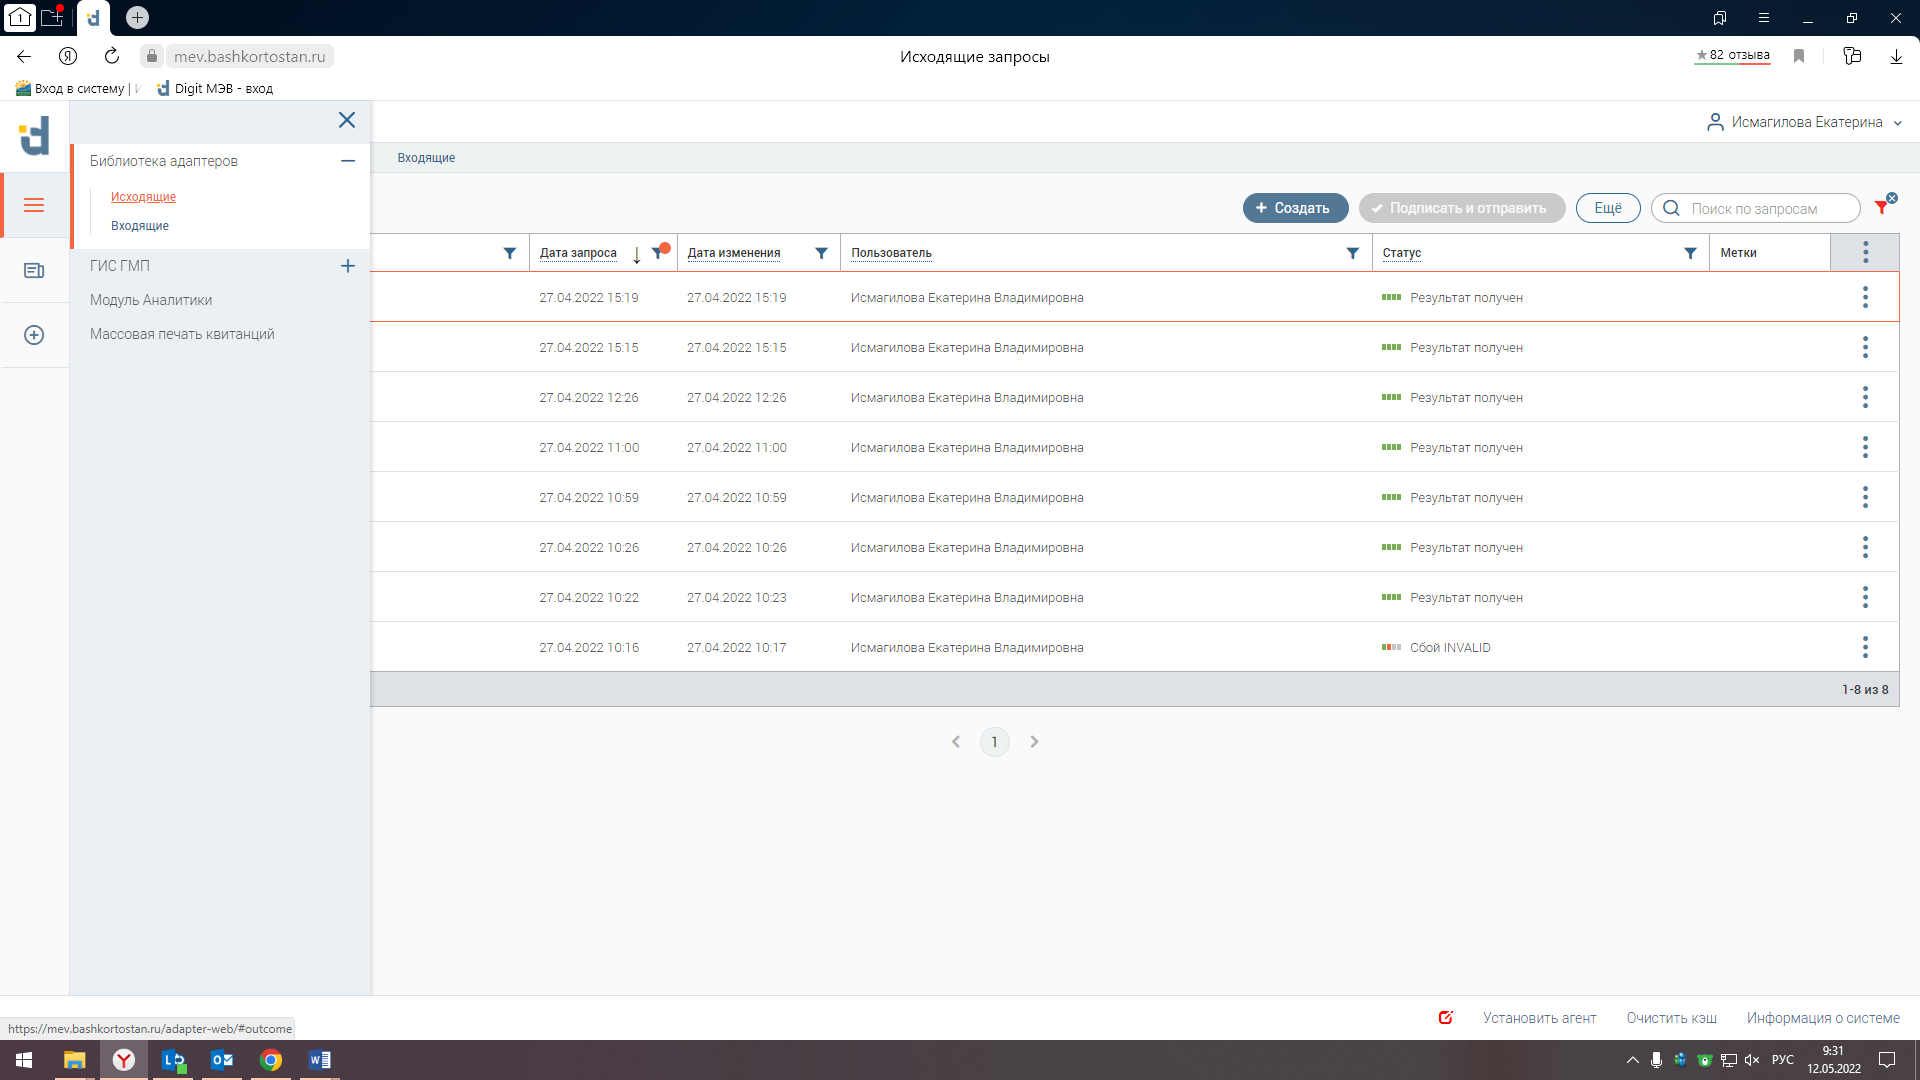 1
mev.bashkortostan.ru
Исходящие запросы
★82 отзыва
Вход в систему |
Digit МЭВ - вход
Исмагилова Екатерина
Библиотека адаптеров
Исходящие
Входящие
ГИС ГМП
Модуль Аналитики
Массовая печать квитанций
Входящие
+ Создать
Подписать и отправить
Ещё
Поиск по запросам
Дата запроса Дата изменения Пользователь Статус Метки
27.04.2022 15:19 27.04.2022 15:19 Исмагилова Екатерина Владимировна Результат получен
27.04.2022 15:15 27.04.2022 15:15 Исмагилова Екатерина Владимировна Результат получен
27.04.2022 12:26 27.04.2022 12:26 Исмагилова Екатерина Владимировна Результат получен
27.04.2022 11:00 27.04.2022 11:00 Исмагилова Екатерина Владимировна Результат получен
27.04.2022 10:59 27.04.2022 10:59 Исмагилова Екатерина Владимировна Результат получен
27.04.2022 10:26 27.04.2022 10:26 Исмагилова Екатерина Владимировна Результат получен
27.04.2022 10:22 27.04.2022 10:23 Исмагилова Екатерина Владимировна Результат получен
27.04.2022 10:16 27.04.2022 10:17 Исмагилова Екатерина Владимировна Сбой INVALID
1-8 из 8
1
Установить агент Очистить кэш Информация о системе
https://mev.bashkortostan.ru/adapter-web/#outcome
РУС
9:31
12.05.2022